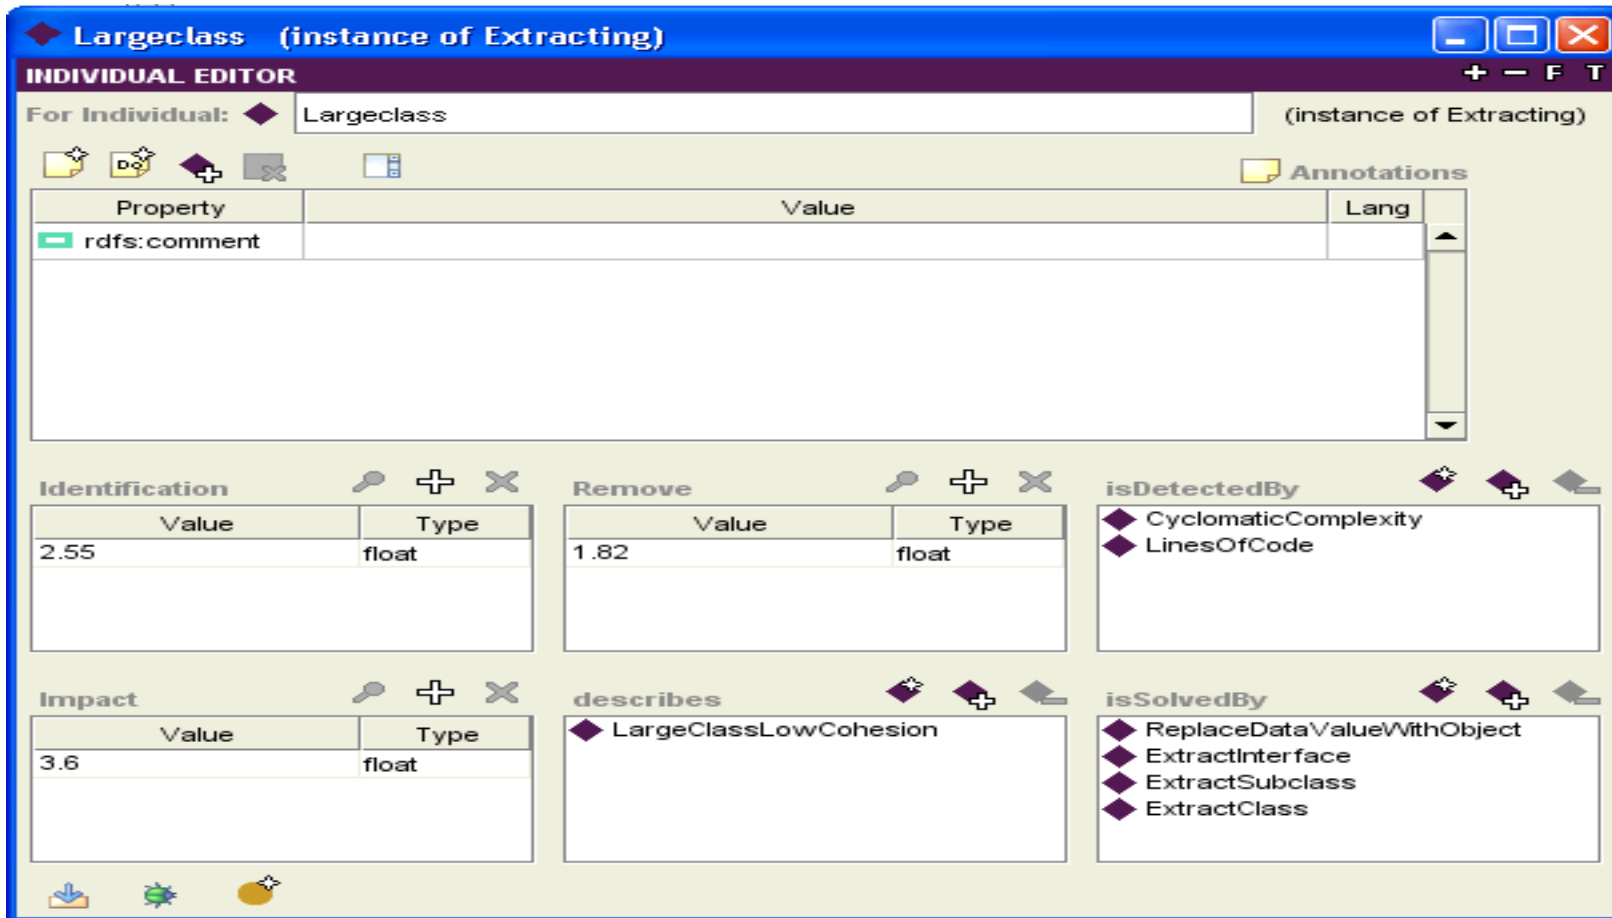 Largeclass (instance of Extracting)
INDIVIDUAL EDITOR
+ − F T
For Individual: Largeclass (instance of Extracting)
Annotations
Property Value Lang
rdfs:comment
Identification
Value Type
2.55 float
Remove
Value Type
1.82 float
isDetectedBy
CyclomaticComplexity
LinesOfCode
Impact
Value Type
3.6 float
describes
LargeClassLowCohesion
isSolvedBy
ReplaceDataValueWithObject
ExtractInterface
ExtractSubclass
ExtractClass